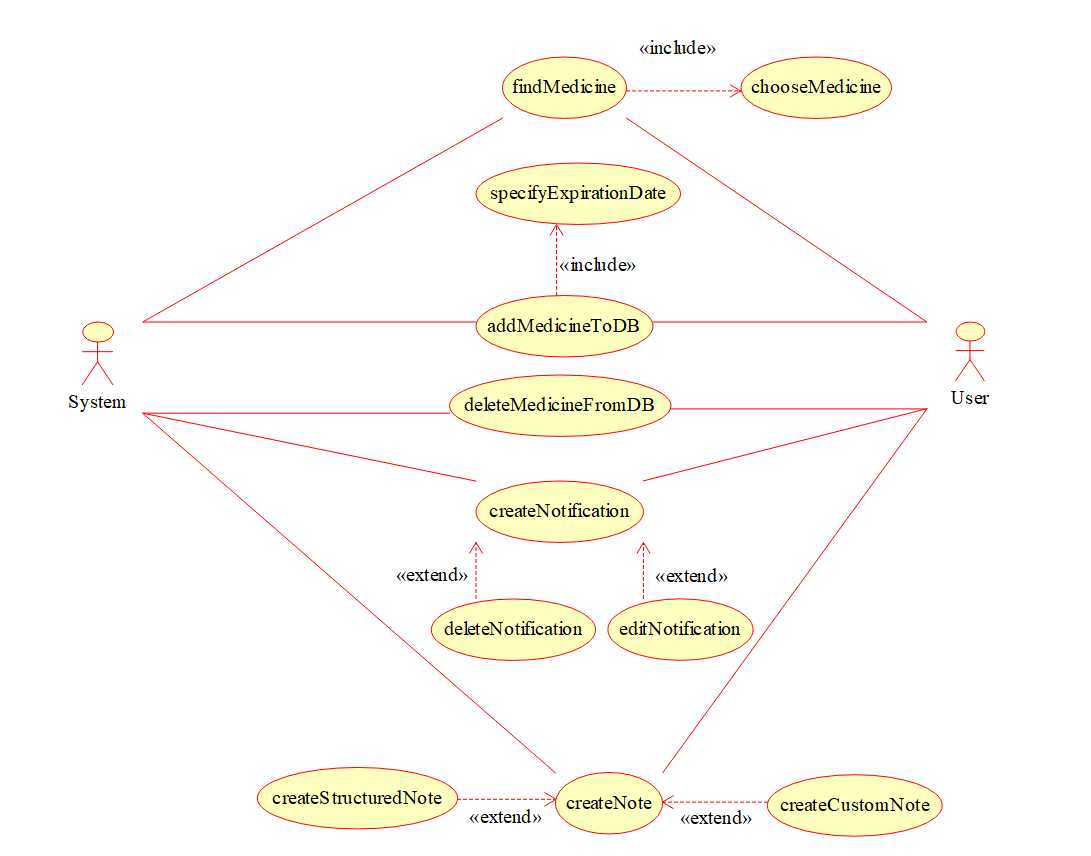 «include»
findMedicine
chooseMedicine
specifyExpirationDate
«include»
addMedicineToDB
System
User
deleteMedicineFromDB
createNotification
«extend»
«extend»
deleteNotification
editNotification
createStructuredNote
createNote
createCustomNote
«extend»
«extend»